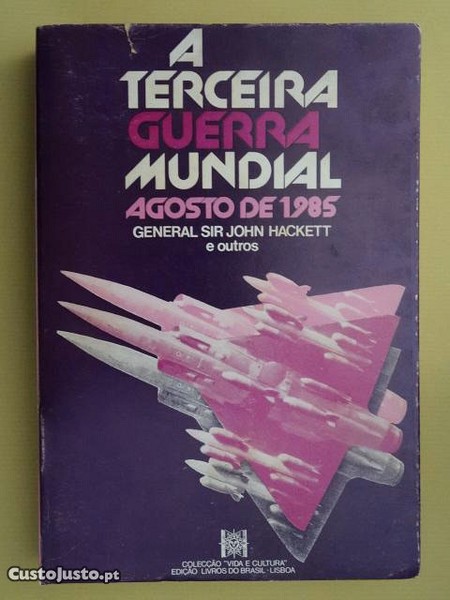 A
TERCEIRA
GUERRA
MUNDIAL
AGOSTO DE 1985
GENERAL SIR JOHN HACKETT
e outros
COLECÇÃO "VIDA E CULTURA"
EDIÇÃO LIVROS DO BRASIL - LISBOA
CustoJusto.pt